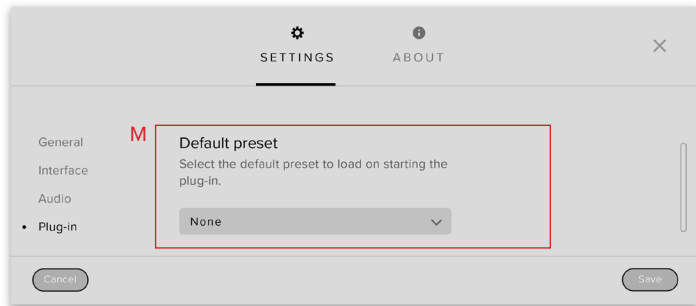 SETTINGS
ABOUT
General
Interface
Audio
Plug-in
M
Default preset
Select the default preset to load on starting the
plug-in.
None
Cancel
Save